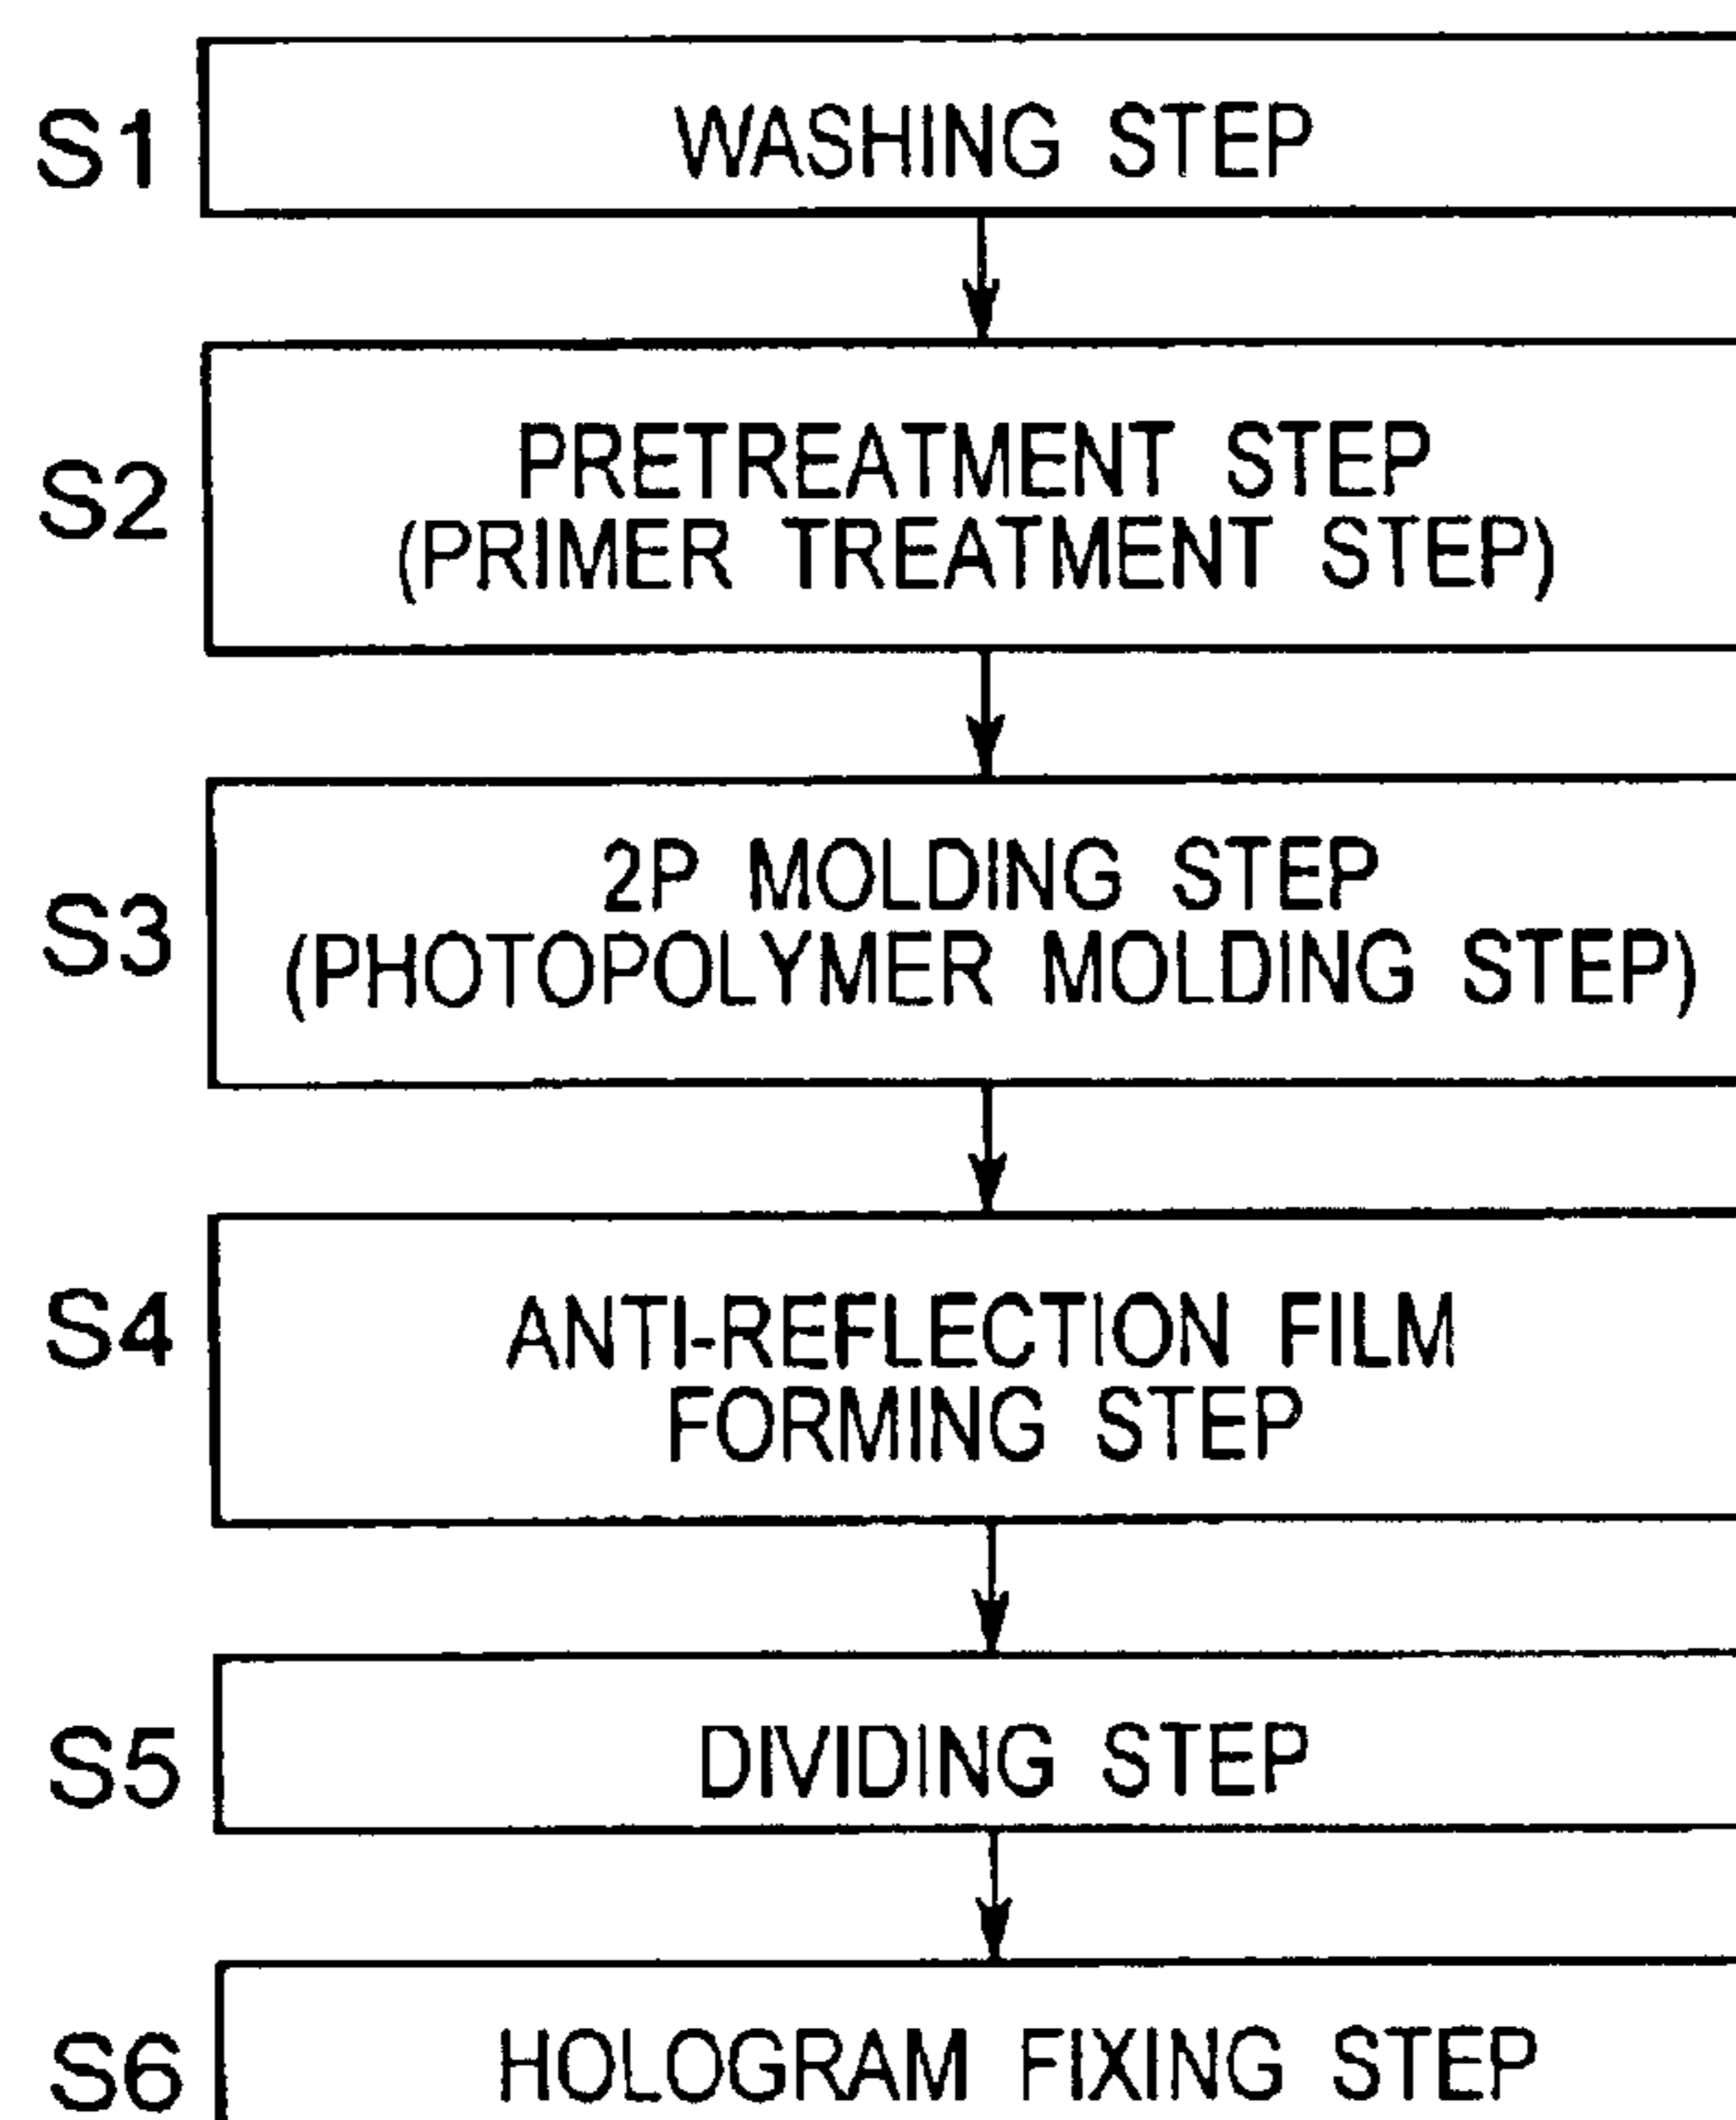 S1 WASHING STEP
S2
PRETREATMENT STEP
(PRIMER TREATMENT STEP)
S3
2P MOLDING STEP
(PHOTOPOLYMER MOLDING STEP)
S4
ANTI-REFLECTION FILM
FORMING STEP
S5 DIVIDING STEP
S6 HOLOGRAM FIXING STEP